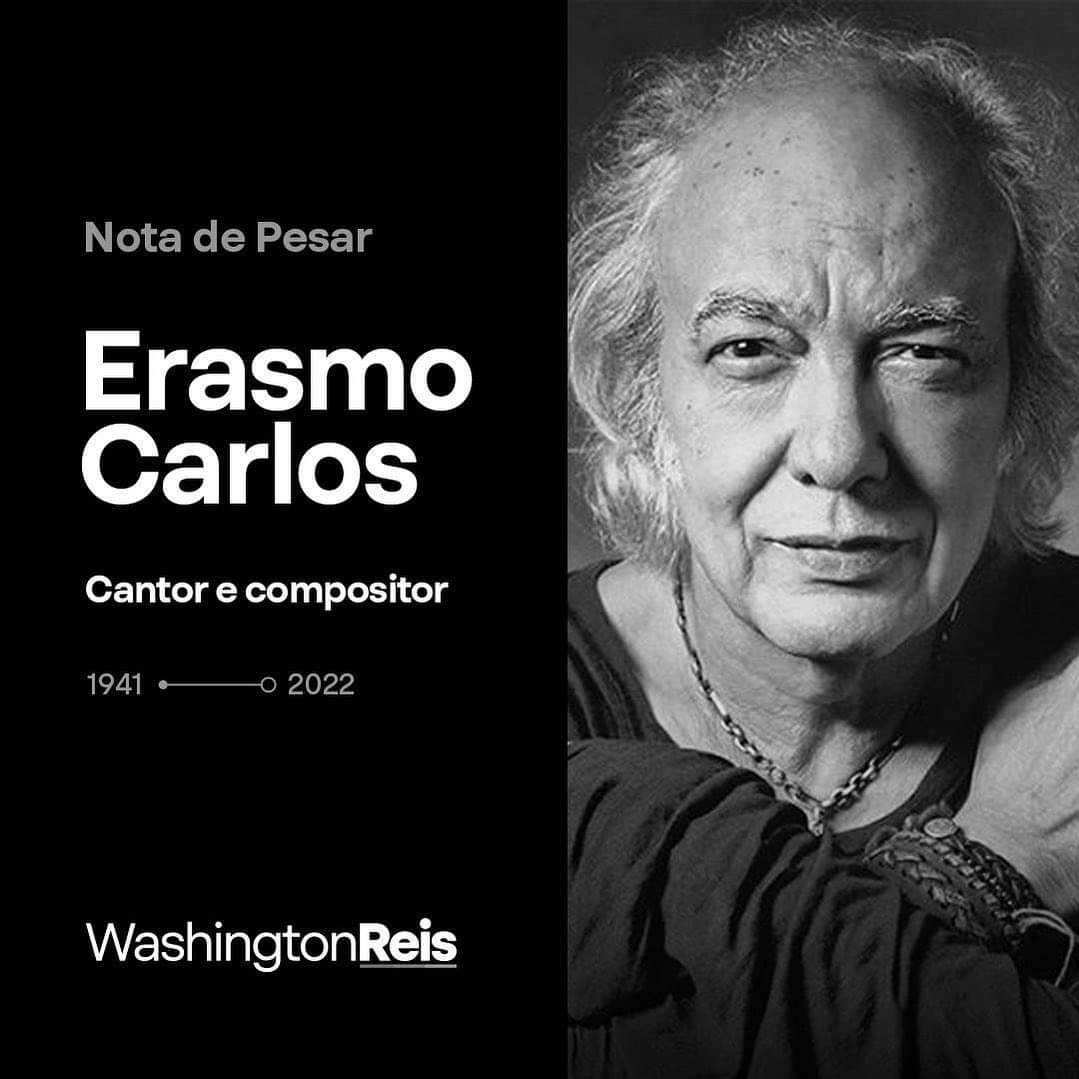 Nota de Pesar
Erasmo
Carlos
Cantor e compositor
1941 2022
WashingtonReis